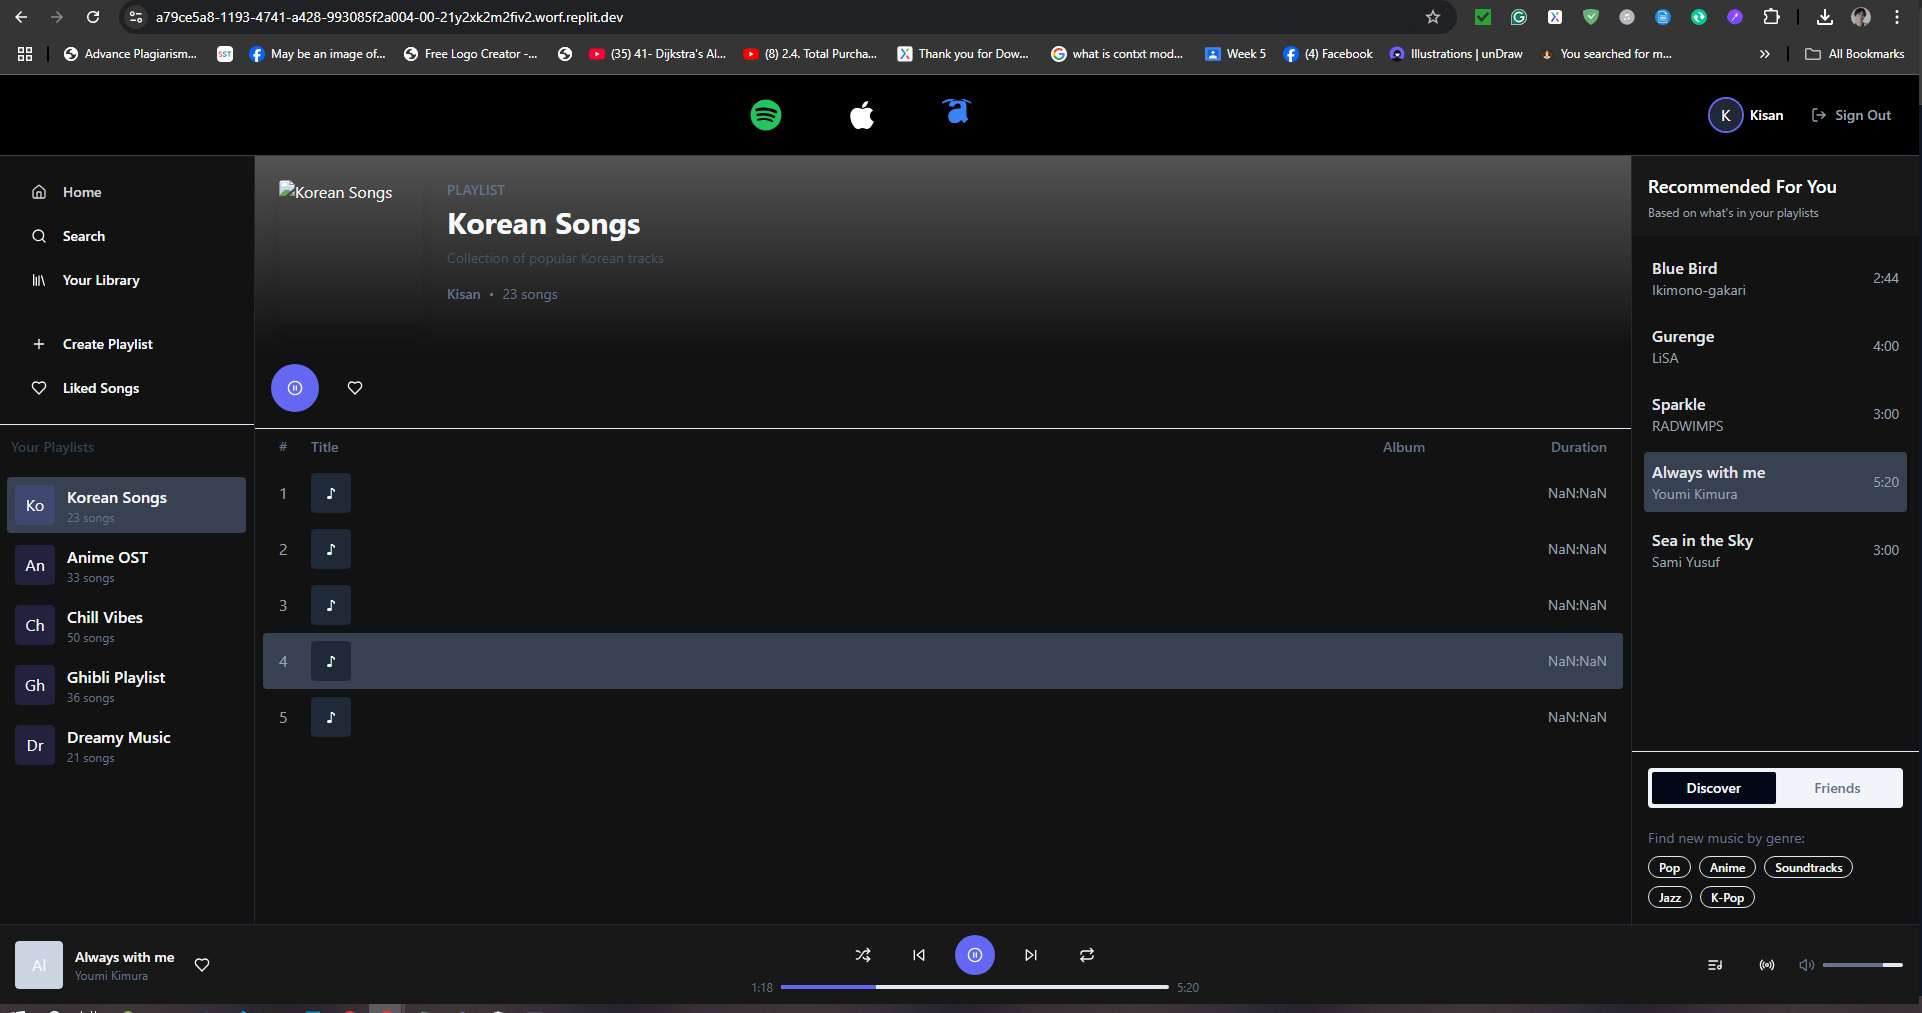 a79ce5a8-1193-4741-a428-993085f2a004-00-21y2xk2m2fiv2.worf.replit.dev
Advance Plagiarism...
SST
May be an image of...
Free Logo Creator -...
(35) 41- Dijkstra's Al...
(8) 2.4. Total Purcha...
Thank you for Dow...
what is contxt mod...
Week 5
(4) Facebook
Illustrations | unDraw
You searched for m...
All Bookmarks
K
Kisan
Sign Out
Home
Search
Your Library
Create Playlist
Liked Songs
Your Playlists
Ko
Korean Songs
23 songs
An
Anime OST
33 songs
Ch
Chill Vibes
50 songs
Gh
Ghibli Playlist
36 songs
Dr
Dreamy Music
21 songs
Korean Songs
PLAYLIST
Korean Songs
Collection of popular Korean tracks
Kisan • 23 songs
# Title Album Duration
1 NaN:NaN
2 NaN:NaN
3 NaN:NaN
4 NaN:NaN
5 NaN:NaN
Recommended For You
Based on what's in your playlists
Blue Bird
Ikimono-gakari
2:44
Gurenge
LiSA
4:00
Sparkle
RADWIMPS
3:00
Always with me
Youmi Kimura
5:20
Sea in the Sky
Sami Yusuf
3:00
Discover
Friends
Find new music by genre:
Pop
Anime
Soundtracks
Jazz
K-Pop
Al
Always with me
Youmi Kimura
1:18
5:20